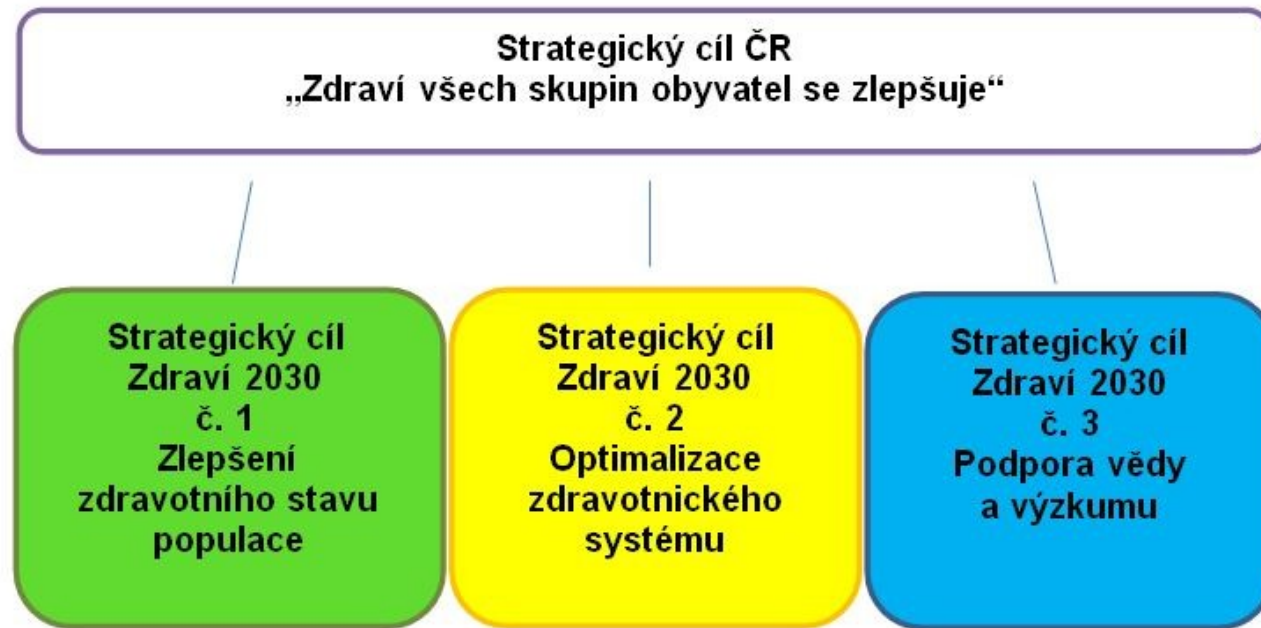 Strategický cíl ČR
„Zdraví všech skupin obyvatel se zlepšuje“
Strategický cíl
Zdraví 2030
č. 1
Zlepšení
zdravotního stavu
populace
Strategický cíl
Zdraví 2030
č. 2
Optimalizace
zdravotnického
systému
Strategický cíl
Zdraví 2030
č. 3
Podpora vědy
a výzkumu